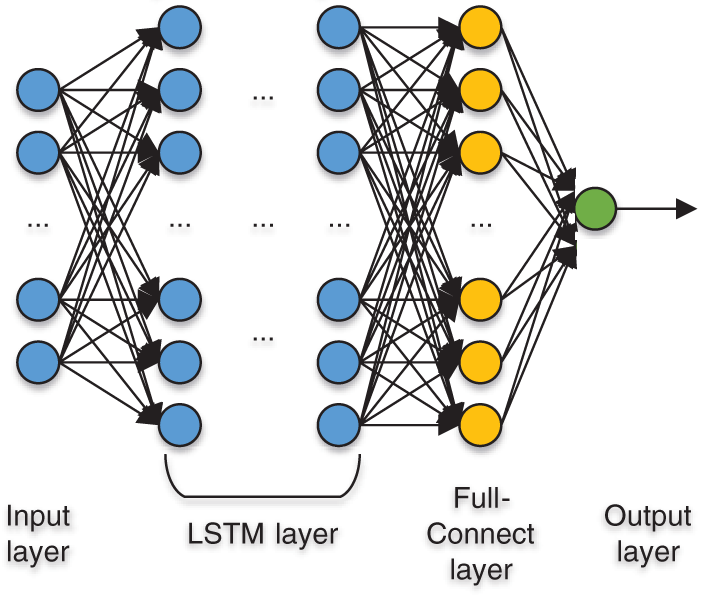 ...
... ... ... ... ...
...
Input
layer
LSTM layer
Full-
Connect
layer
Output
layer